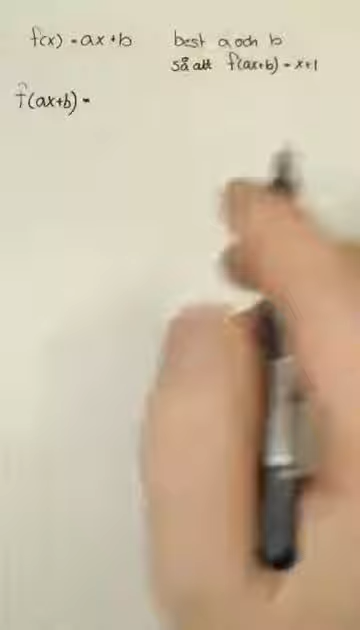 f(x) = ax + b
best a och b
så att f(ax+b) = x+1
f(ax+b) =